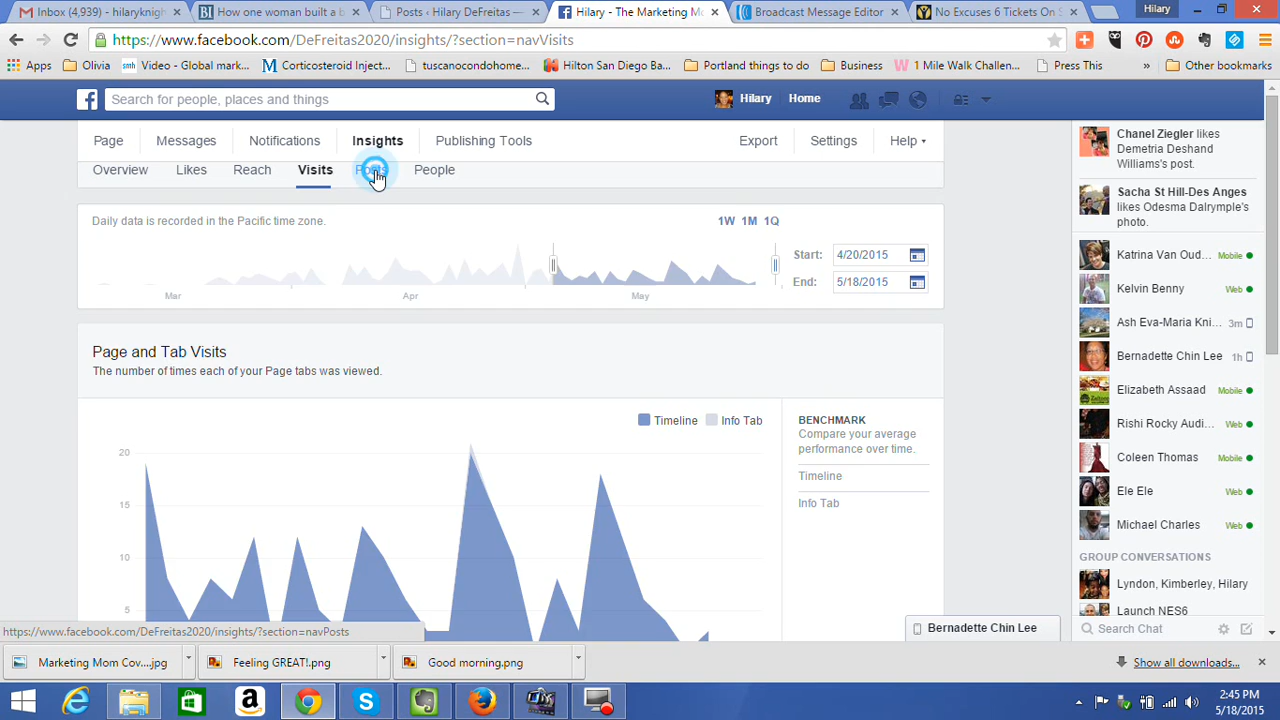 Inbox (4,939) - hilaryknigh
How one woman built a b
Posts ‹ Hilary DeFreitas —
Hilary - The Marketing Mo
Broadcast Message Editor
No Excuses 6 Tickets On S
Hilary
https://www.facebook.com/DeFreitas20/insights/?section=navVisits
Apps
Olivia
smh
Video - Global mark...
Corticosteroid Inject...
tuscanocondohome...
Hilton San Diego Ba...
Portland things to do
Business
1 Mile Walk Challen...
Press This
»
Other bookmarks
Search for people, places and things
Hilary
Home
Page
Messages
Notifications
Insights
Publishing Tools
Export
Settings
Help
Overview
Likes
Reach
Visits
Posts
People
Daily data is recorded in the Pacific time zone.
1W 1M 1Q
Start:
4/20/2015
End:
5/18/2015
Mar
Apr
May
Page and Tab Visits
The number of times each of your Page tabs was viewed.
Timeline
Info Tab
20
15
10
5
BENCHMARK
Compare your average
performance over time.
Timeline
Info Tab
Chanel Ziegler likes
Demetria Deshand
Williams's post.
Sacha St Hill-Des Anges
likes Odesma Dalrymple's
photo.
Katrina Van Oud...
Mobile
Kelvin Benny
Web
Ash Eva-Maria Kni...
3m
Bernadette Chin Lee
1h
Elizabeth Assaad
Mobile
Rishi Rocky Audi...
Web
Coleen Thomas
Mobile
Ele Ele
Web
Michael Charles
Web
GROUP CONVERSATIONS
Lyndon, Kimberley, Hilary
Launch NES6
Search Chat
Bernadette Chin Lee
https://www.facebook.com/DeFreitas2020/insights/?section=navPosts
Marketing Mom Cov....jpg
Feeling GREAT!.png
Good morning.png
Show all downloads...
2:45 PM
5/18/2015